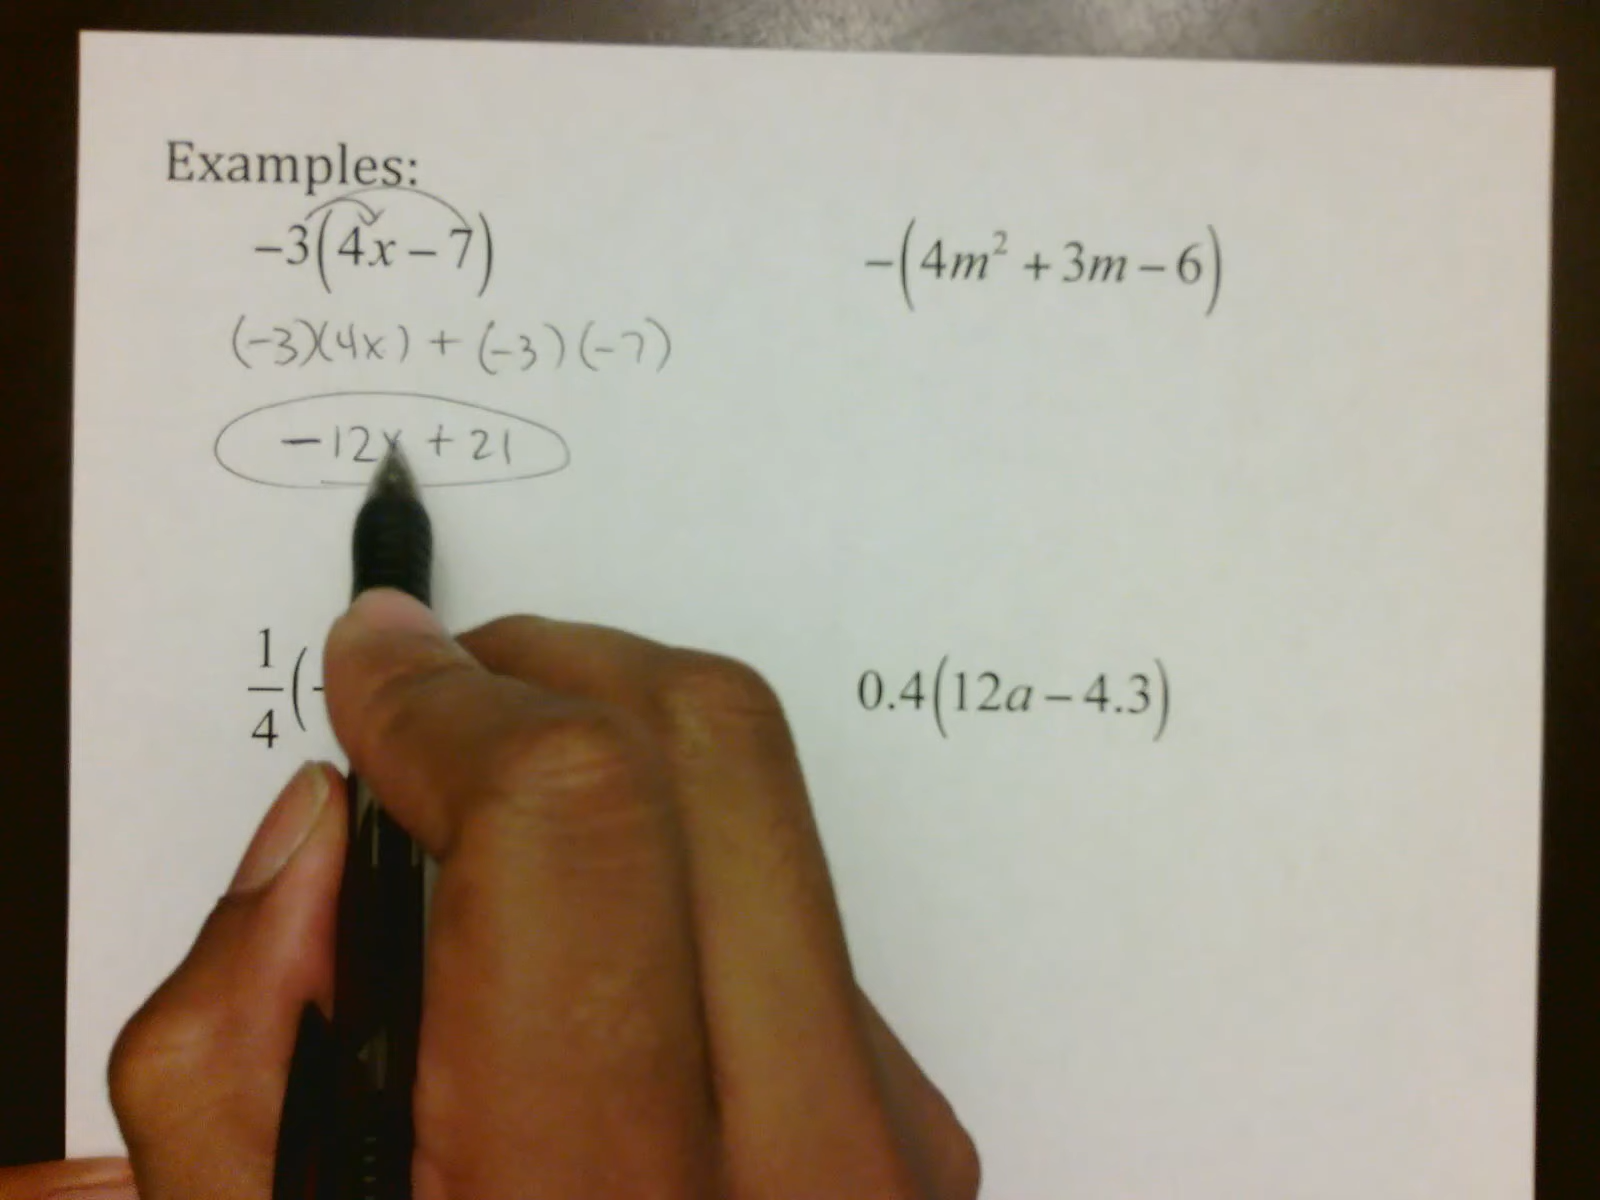 Examples:
−3(4x − 7)
(−3)(4x) + (−3)(−7)
−12x + 21
−(4m² + 3m − 6)
1/4(−
0.4(12a − 4.3)